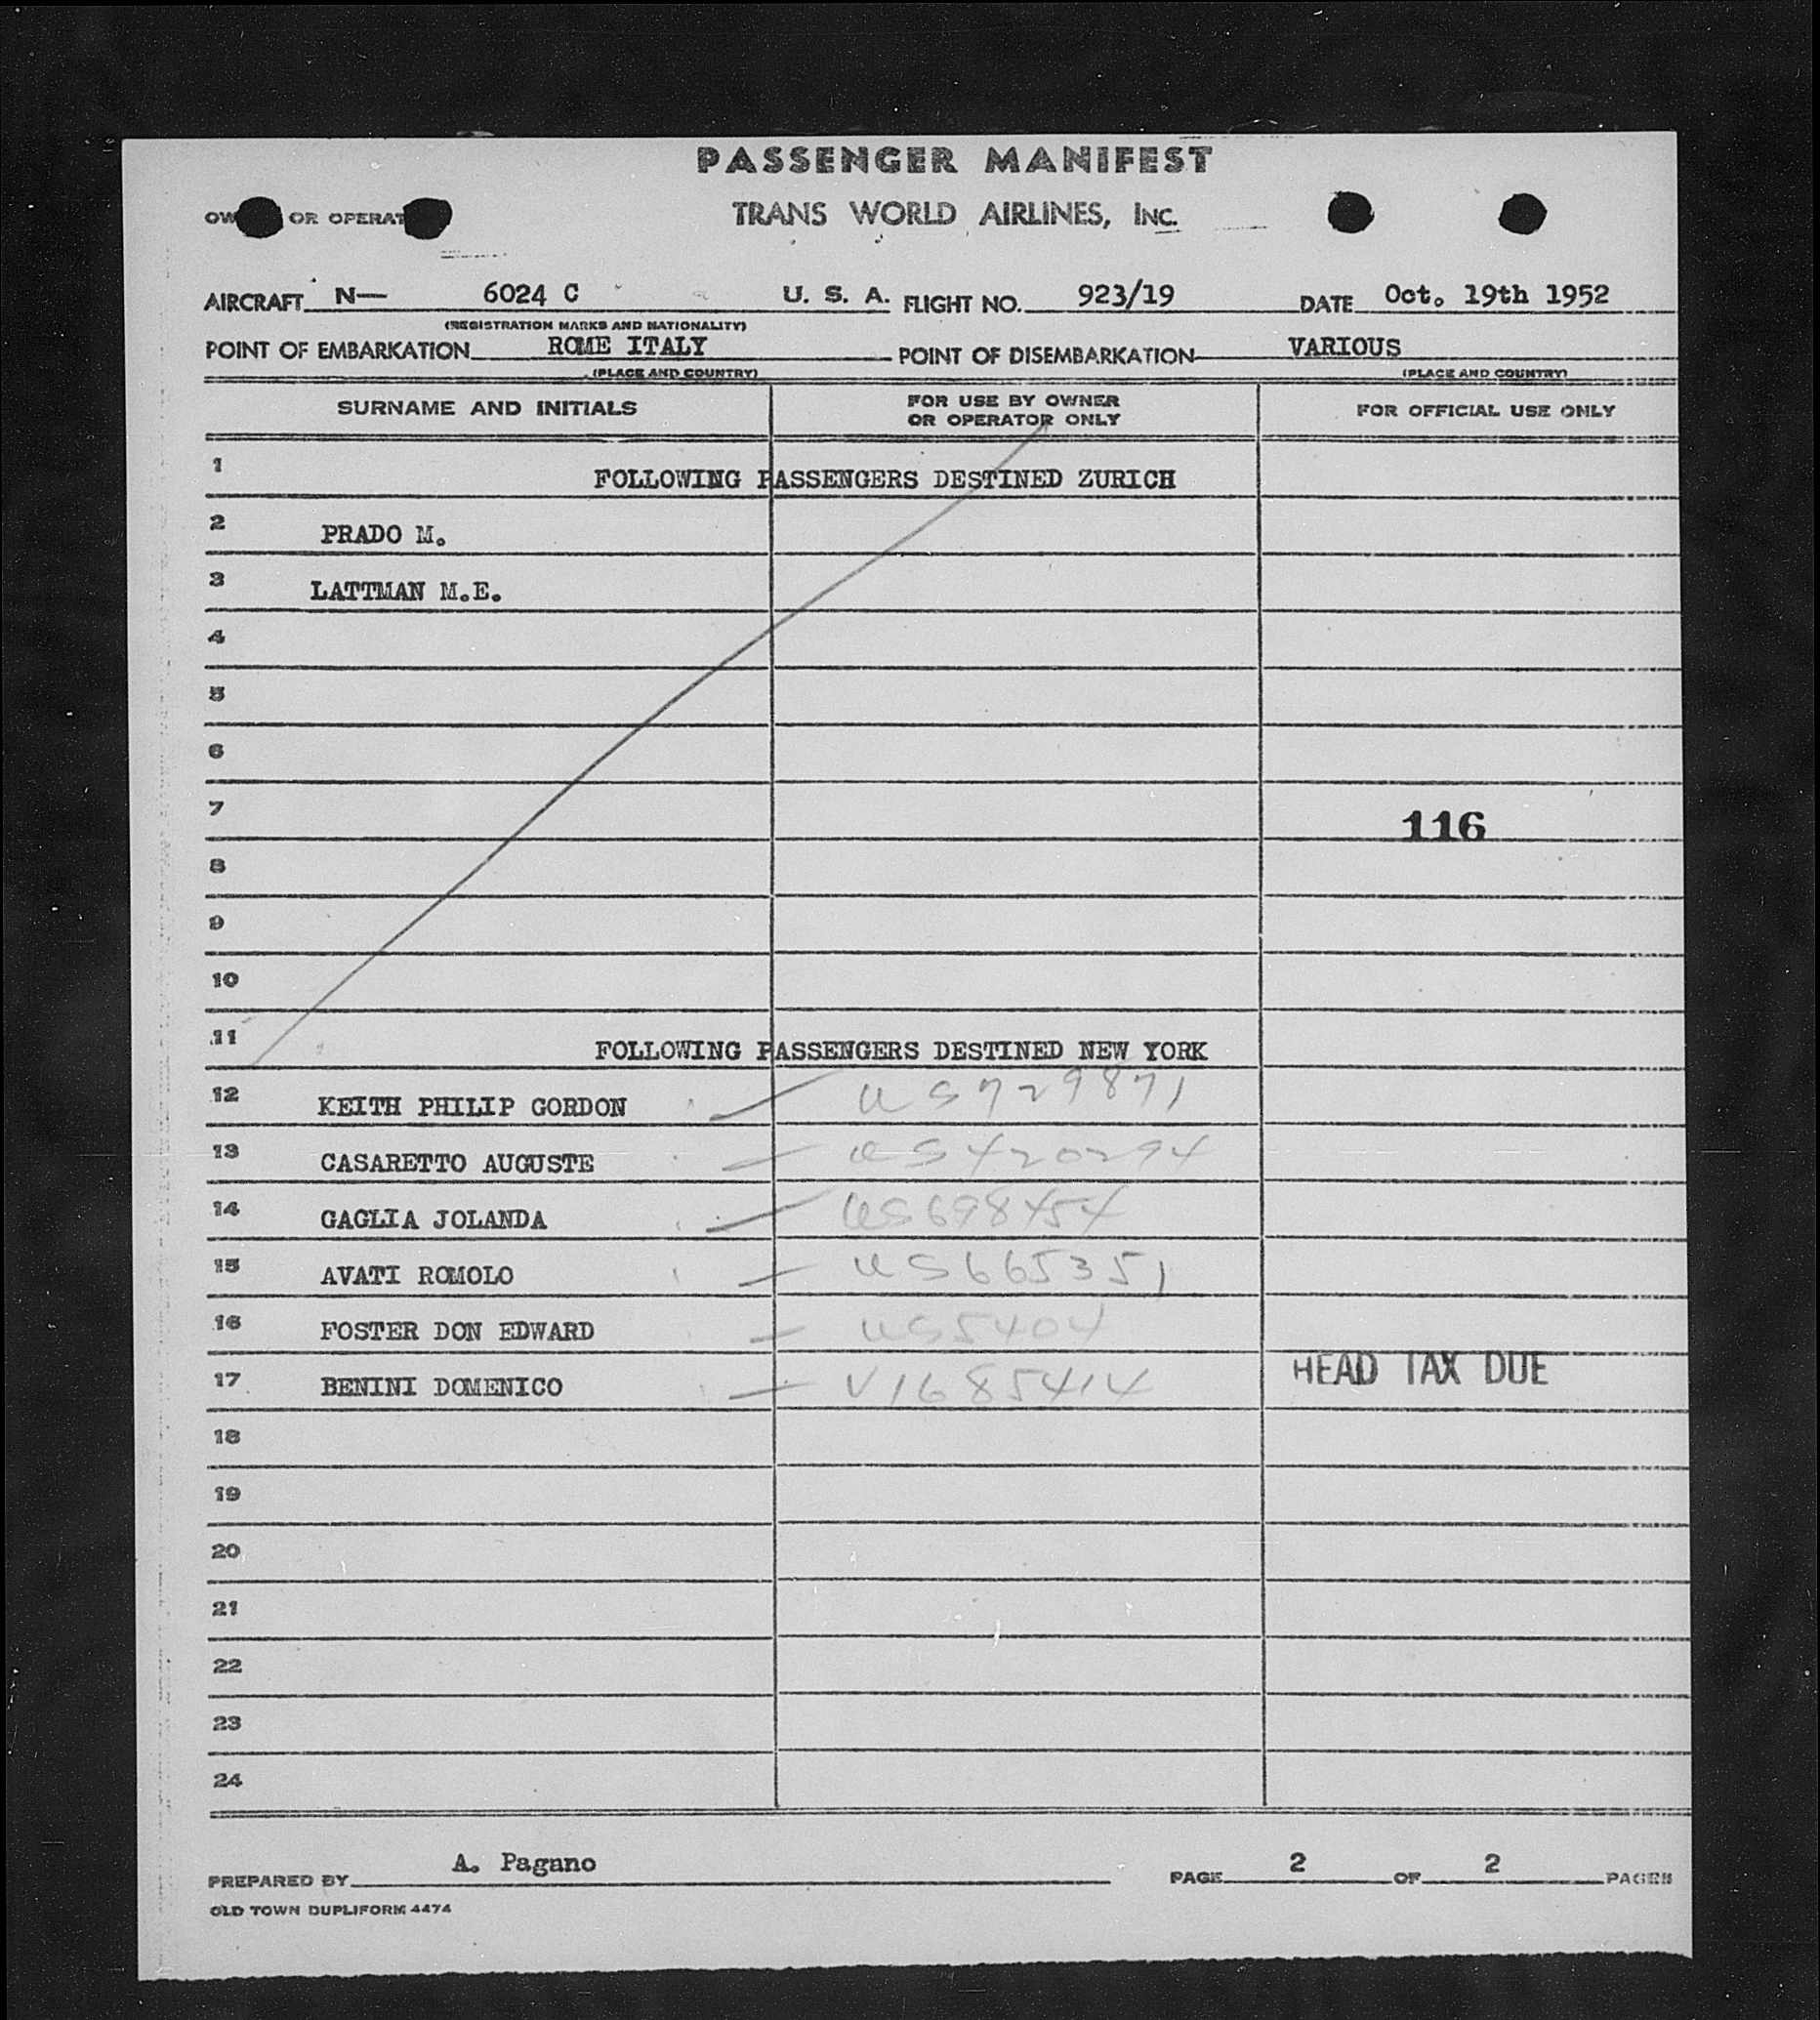 PASSENGER MANIFEST
OW OR OPERAT TRANS WORLD AIRLINES, INC.
AIRCRAFT N— 6024 C U. S. A. FLIGHT NO. 923/19 DATE Oct. 19th 1952
(REGISTRATION MARKS AND NATIONALITY)
POINT OF EMBARKATION ROME ITALY POINT OF DISEMBARKATION VARIOUS
(PLACE AND COUNTRY) (PLACE AND COUNTRY)
SURNAME AND INITIALS FOR USE BY OWNER OR OPERATOR ONLY FOR OFFICIAL USE ONLY
1 FOLLOWING PASSENGERS DESTINED ZURICH
2 PRADO M.
3 LATTMAN M.E.
4
5
6
7 116
8
9
10
11 FOLLOWING PASSENGERS DESTINED NEW YORK
12 KEITH PHILIP GORDON US729871
13 CASARETTO AUGUSTE US420294
14 GAGLIA JOLANDA US698454
15 AVATI ROMOLO US665351
16 FOSTER DON EDWARD US5404
17 BENINI DOMENICO V1685414 HEAD TAX DUE
18
19
20
21
22
23
24
PREPARED BY A. Pagano PAGE 2 OF 2 PAGES
OLD TOWN DUPLIFORM 4474